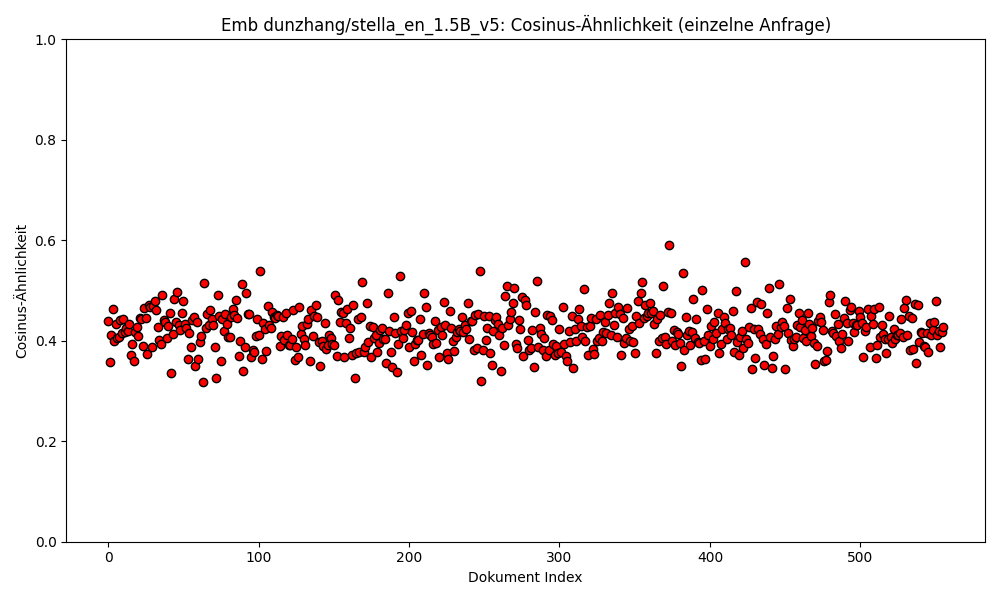 Emb dunzhang/stella_en_1.5B_v5: Cosinus-Ähnlichkeit (einzelne Anfrage)
1.0
0.8
0.6
0.4
0.2
0.0
Cosinus-Ähnlichkeit
0 100 200 300 400 500
Dokument Index